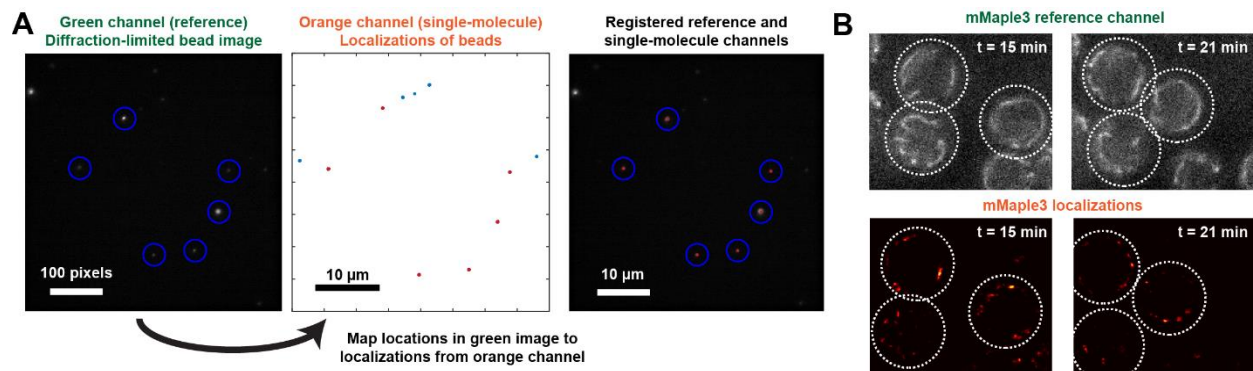 A
Green channel (reference)
Diffraction-limited bead image
100 pixels
Orange channel (single-molecule)
Localizations of beads
10 μm
Registered reference and
single-molecule channels
10 μm
Map locations in green image to
localizations from orange channel
B
mMaple3 reference channel
t = 15 min
t = 21 min
mMaple3 localizations
t = 15 min
t = 21 min